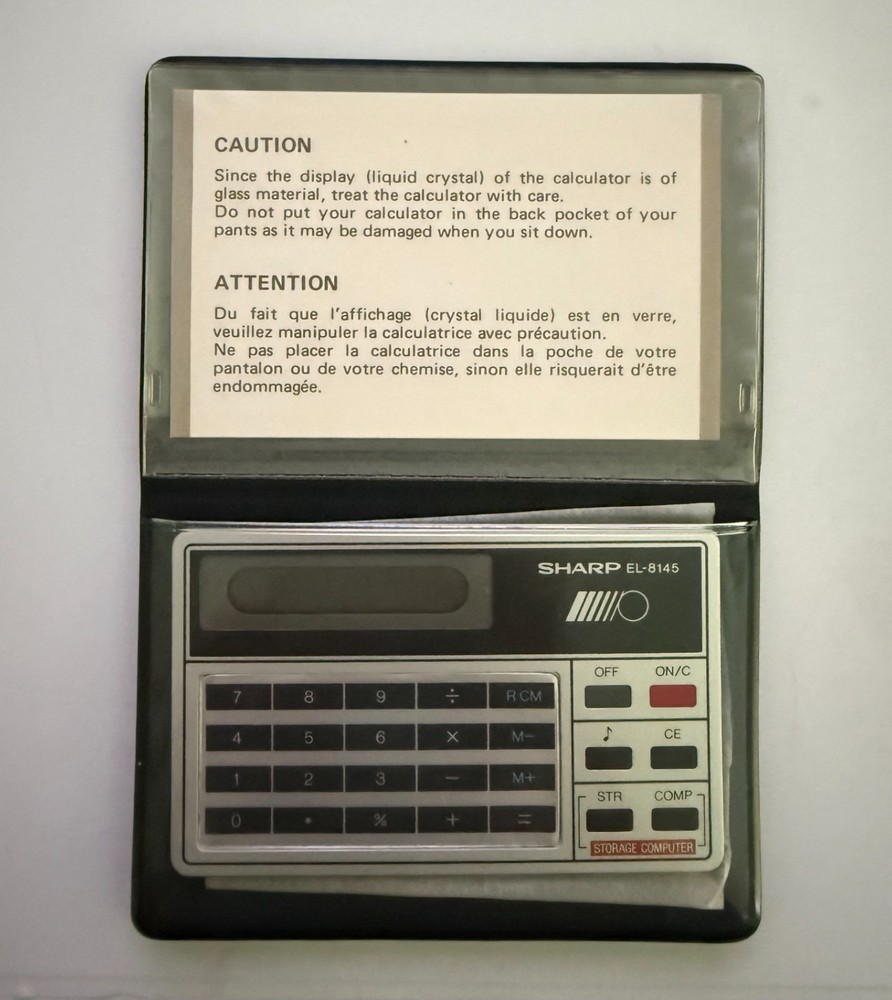 CAUTION
Since the display (liquid crystal) of the calculator is of
glass material, treat the calculator with care.
Do not put your calculator in the back pocket of your
pants as it may be damaged when you sit down.
ATTENTION
Du fait que l'affichage (crystal liquide) est en verre,
veuillez manipuler la calculatrice avec précaution.
Ne pas placer la calculatrice dans la poche de votre
pantalon ou de votre chemise, sinon elle risquerait d'être
endommagée.
SHARP EL-8145
OFF ON/C
7 8 9 ÷ R·CM
♪ CE
4 5 6 × M−
1 2 3 − M+
STR COMP
0 • % + =
STORAGE COMPUTER